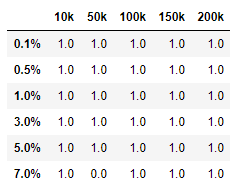 10k 50k 100k 150k 200k
0.1% 1.0 1.0 1.0 1.0 1.0
0.5% 1.0 1.0 1.0 1.0 1.0
1.0% 1.0 1.0 1.0 1.0 1.0
3.0% 1.0 1.0 1.0 1.0 1.0
5.0% 1.0 1.0 1.0 1.0 1.0
7.0% 1.0 0.0 1.0 1.0 1.0